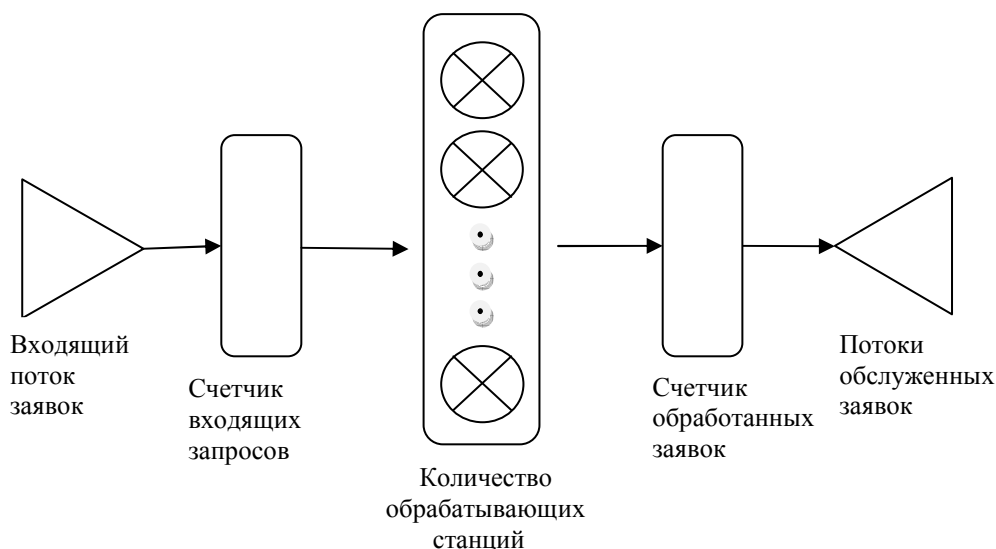 Входящий
поток
заявок
Счетчик
входящих
запросов
Количество
обрабатывающих
станций
Счетчик
обработанных
заявок
Потоки
обслуженных
заявок